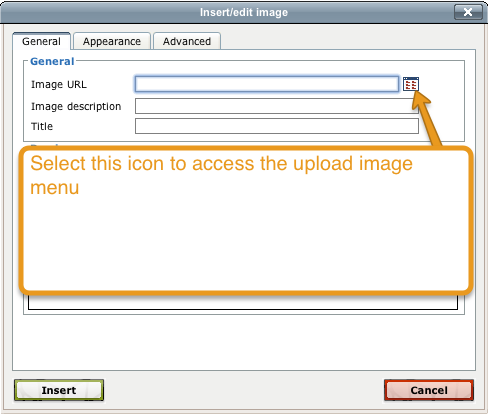 Insert/edit image
General
Appearance
Advanced
General
Image URL
Image description
Title
Select this icon to access the upload image
menu
Insert
Cancel